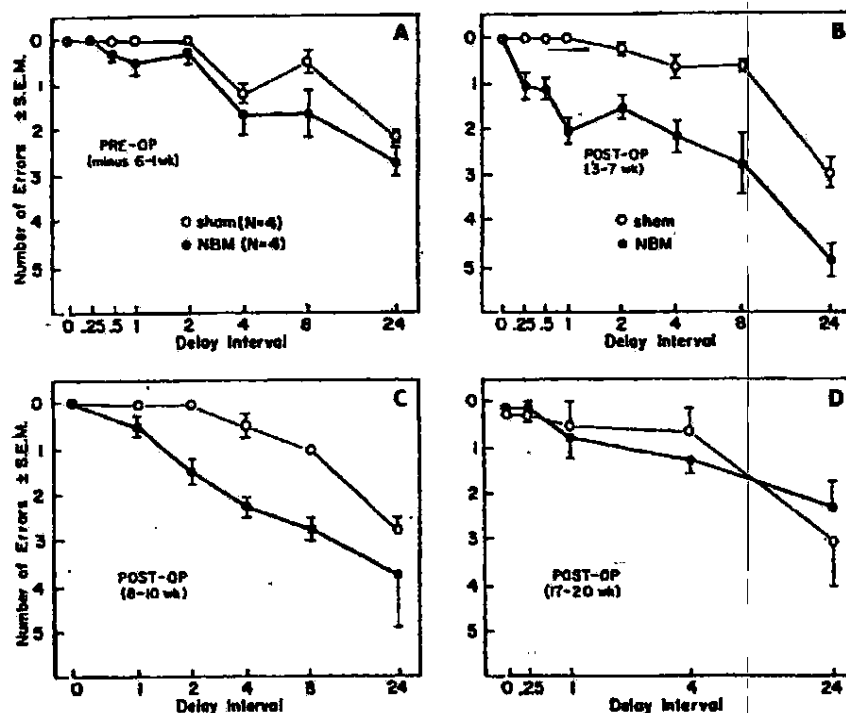 A
Number of Errors ± S.E.M.
0
1
2
3
4
5
PRE-OP
(minus 6-1wk)
sham (N=4)
NBM (N=4)
0 .25 .5 1 2 4 8 24
Delay Interval
B
0
1
2
3
4
5
POST-OP
(3-7 wk)
sham
NBM
0 .25 .5 1 2 4 8 24
Delay Interval
C
Number of Errors ± S.E.M.
0
1
2
3
4
5
POST-OP
(8-10 wk)
0 1 2 4 8 24
Delay Interval
D
0
1
2
3
4
5
POST-OP
(17-20 wk)
0 .25 1 4 24
Delay Interval